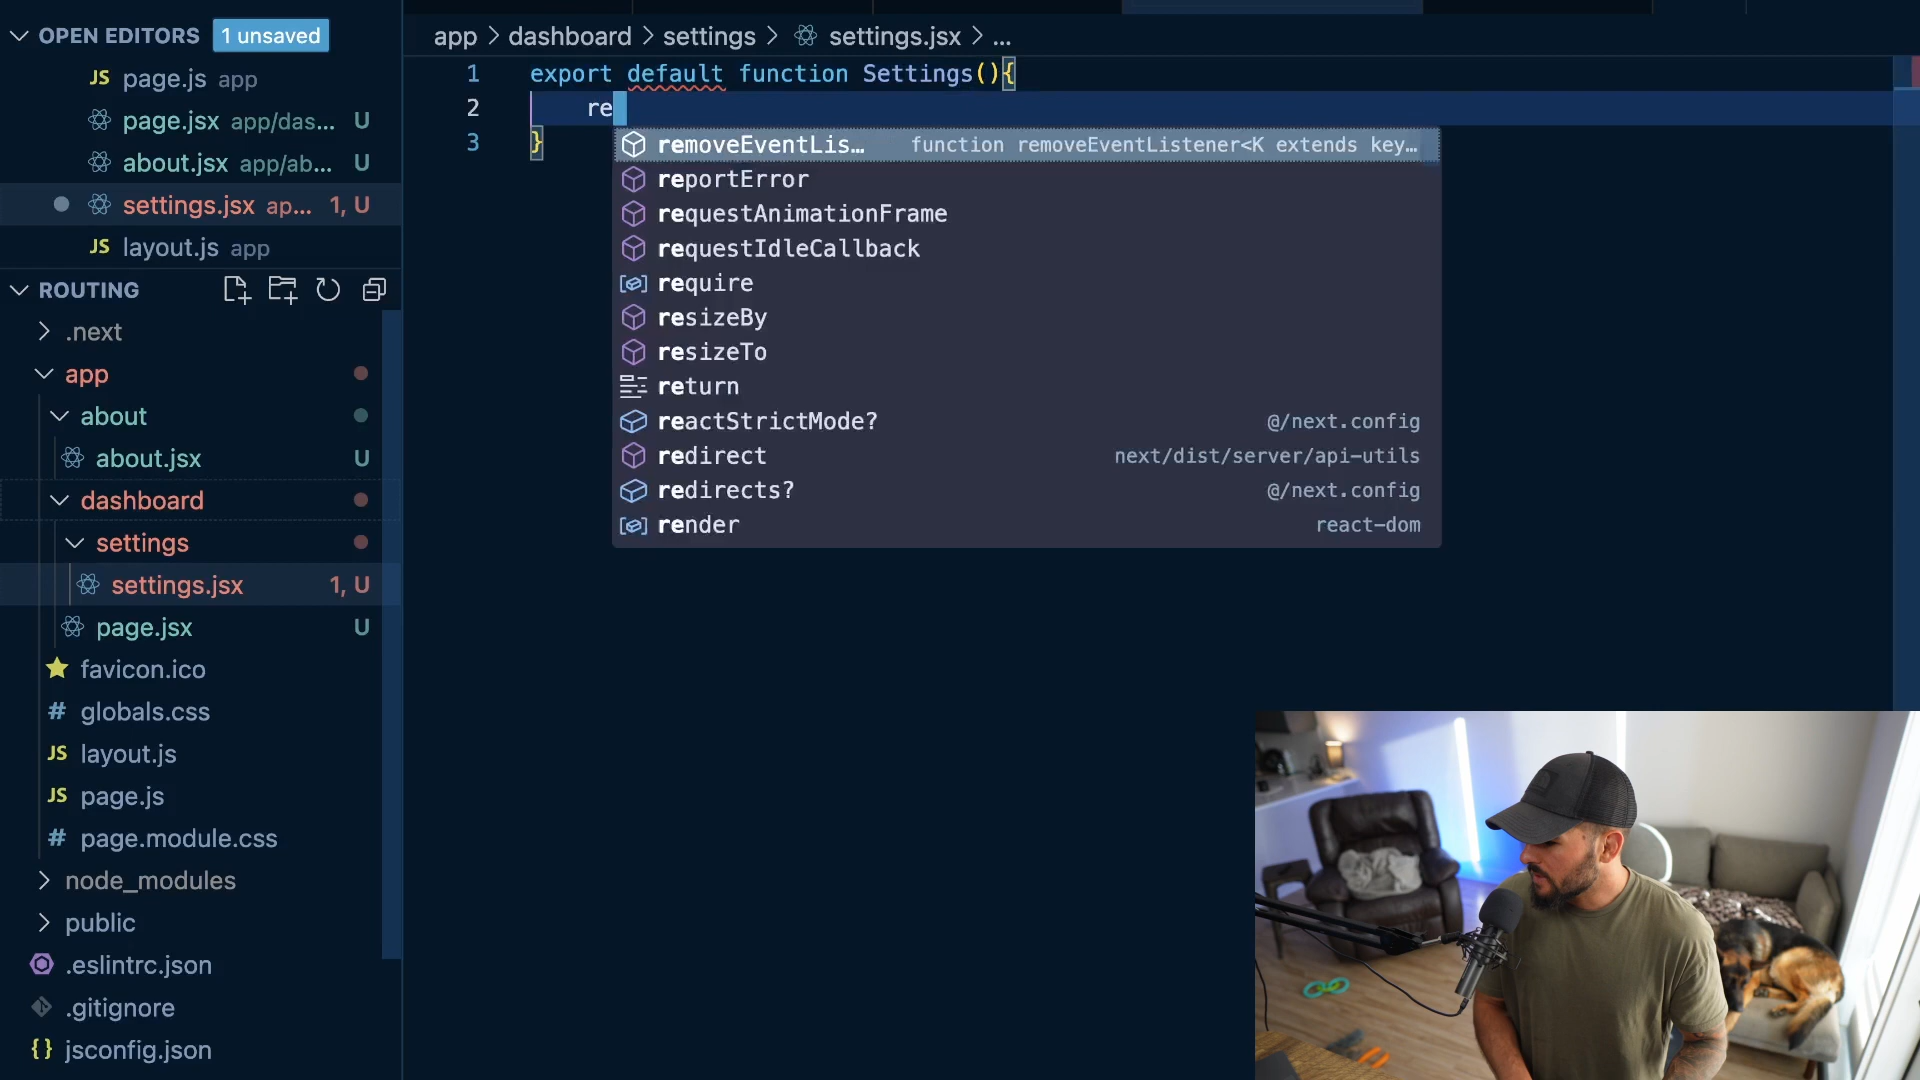 OPEN EDITORS 1 unsaved
JS page.js app
page.jsx app/das... U
about.jsx app/ab... U
settings.jsx ap... 1, U
JS layout.js app
ROUTING
.next
app
about
about.jsx U
dashboard
settings
settings.jsx 1, U
page.jsx U
favicon.ico
# globals.css
JS layout.js
JS page.js
# page.module.css
node_modules
public
.eslintrc.json
.gitignore
{} jsconfig.json
app > dashboard > settings > settings.jsx > ...
1 export default function Settings(){
2 re
3 }
removeEventLis... function removeEventListener<K extends key...
reportError
requestAnimationFrame
requestIdleCallback
require
resizeBy
resizeTo
return
reactStrictMode? @/next.config
redirect next/dist/server/api-utils
redirects? @/next.config
render react-dom